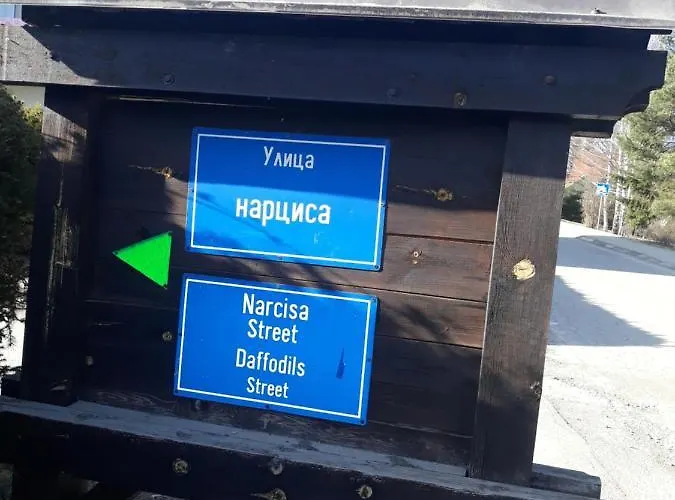 Улица
нарциса
Narcisa
Street
Daffodils
Street